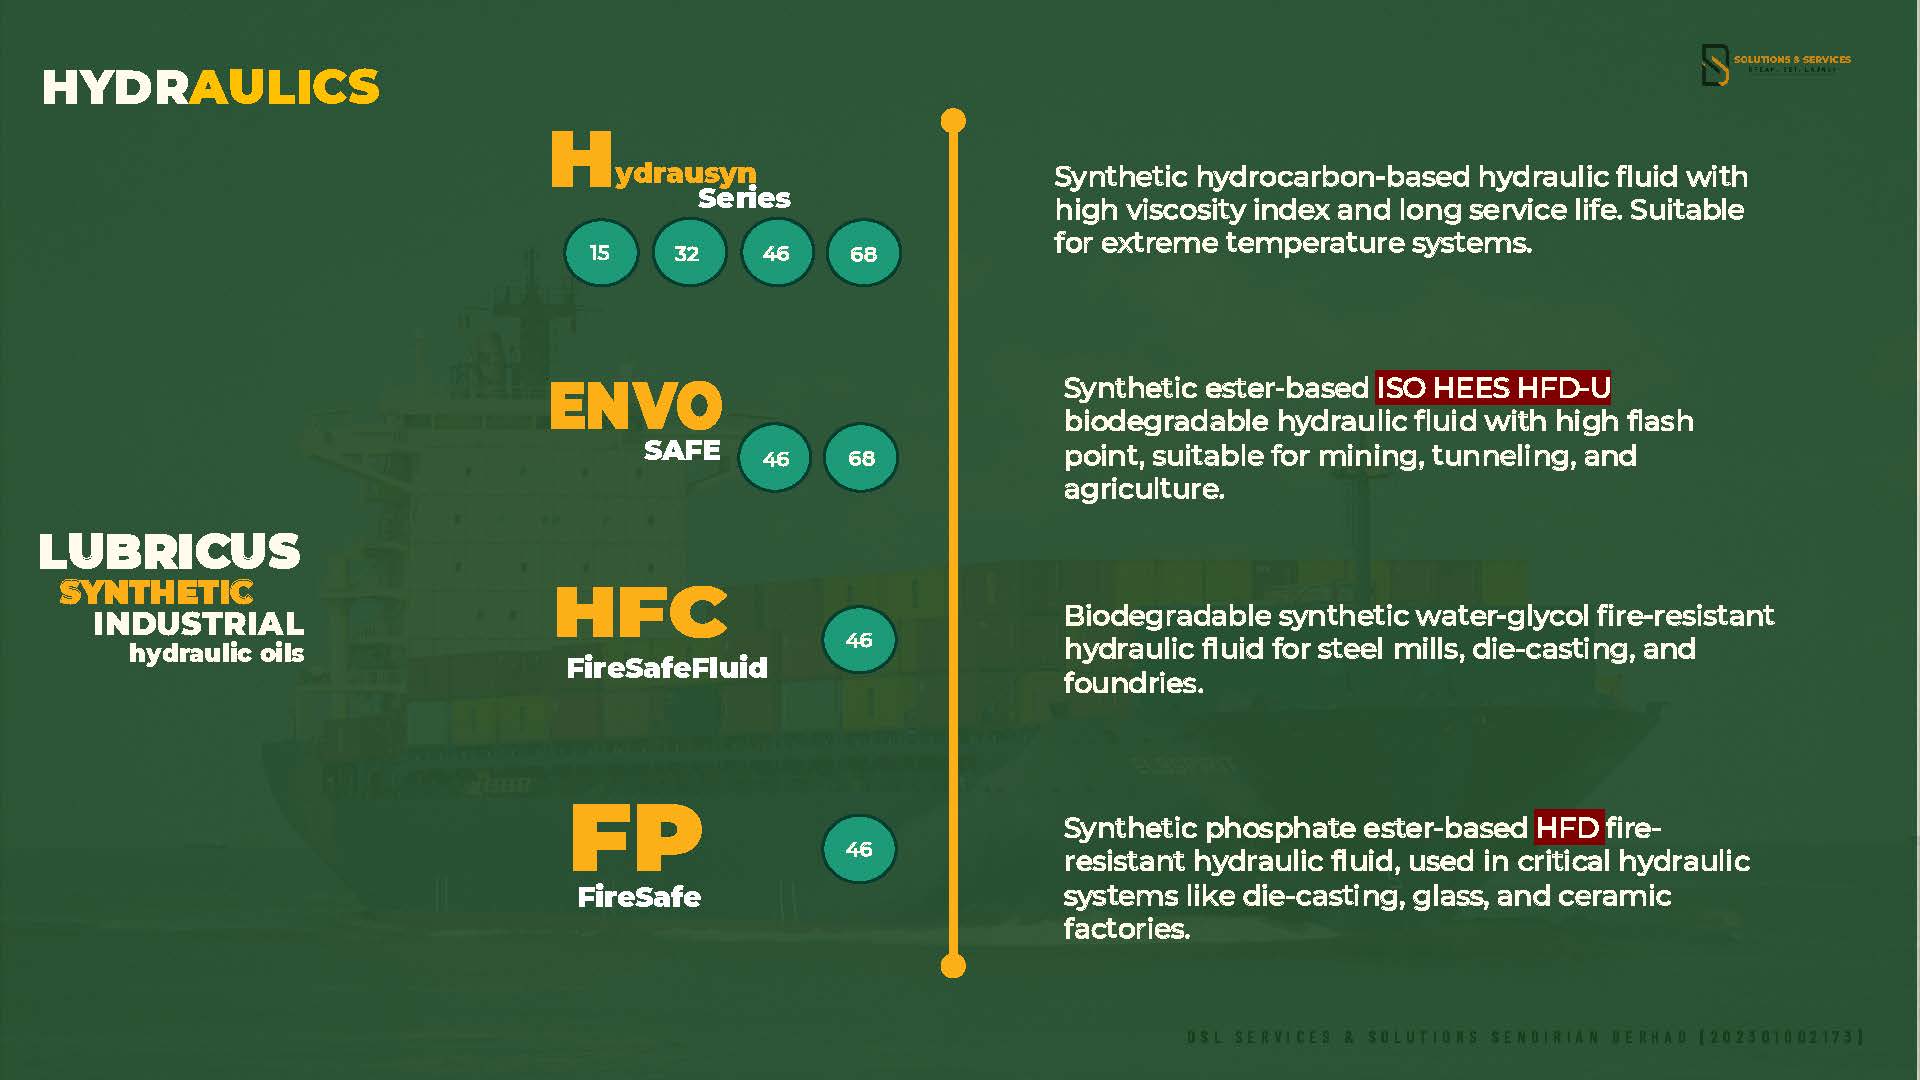 HYDRAULICS
SOLUTIONS & SERVICES
Hydrausyn
Series
15 32 46 68
Synthetic hydrocarbon-based hydraulic fluid with
high viscosity index and long service life. Suitable
for extreme temperature systems.
ENVO
SAFE
46 68
Synthetic ester-based ISO HEES HFD-U
biodegradable hydraulic fluid with high flash
point, suitable for mining, tunneling, and
agriculture.
LUBRICUS
SYNTHETIC
INDUSTRIAL
hydraulic oils
HFC
FireSafeFluid
46
Biodegradable synthetic water-glycol fire-resistant
hydraulic fluid for steel mills, die-casting, and
foundries.
FP
FireSafe
46
Synthetic phosphate ester-based HFD fire-
resistant hydraulic fluid, used in critical hydraulic
systems like die-casting, glass, and ceramic
factories.
DSL SERVICES & SOLUTIONS SENDIRIAN BERHAD [202301002173]